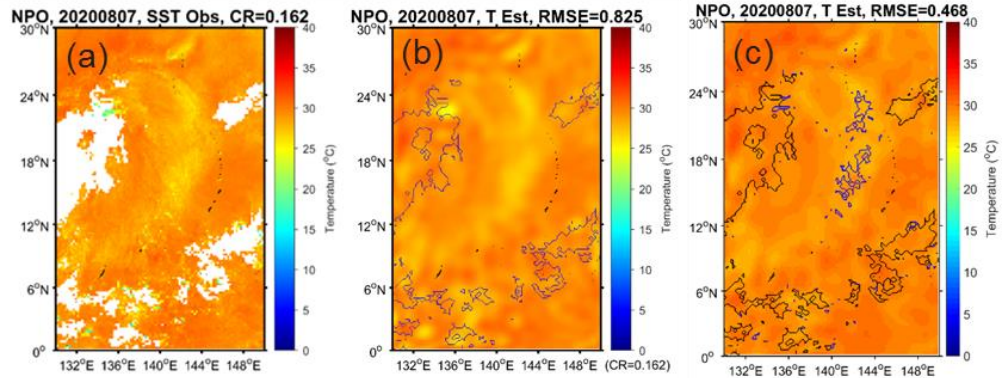 NPO, 20200807, SST Obs, CR=0.162
(a)
30°N
24°N
18°N
12°N
6°N
0°
132°E 136°E 140°E 144°E 148°E
40
35
30
25
20
15
10
5
0
Temperature (°C)
NPO, 20200807, T Est, RMSE=0.825
(b)
30°N
24°N
18°N
12°N
6°N
0°
132°E 136°E 140°E 144°E 148°E
(CR=0.162)
40
35
30
25
20
15
10
5
0
Temperature (°C)
NPO, 20200807, T Est, RMSE=0.468
(c)
30°N
24°N
18°N
12°N
6°N
0°
132°E 136°E 140°E 144°E 148°E
40
35
30
25
20
15
10
5
0
Temperature (°C)